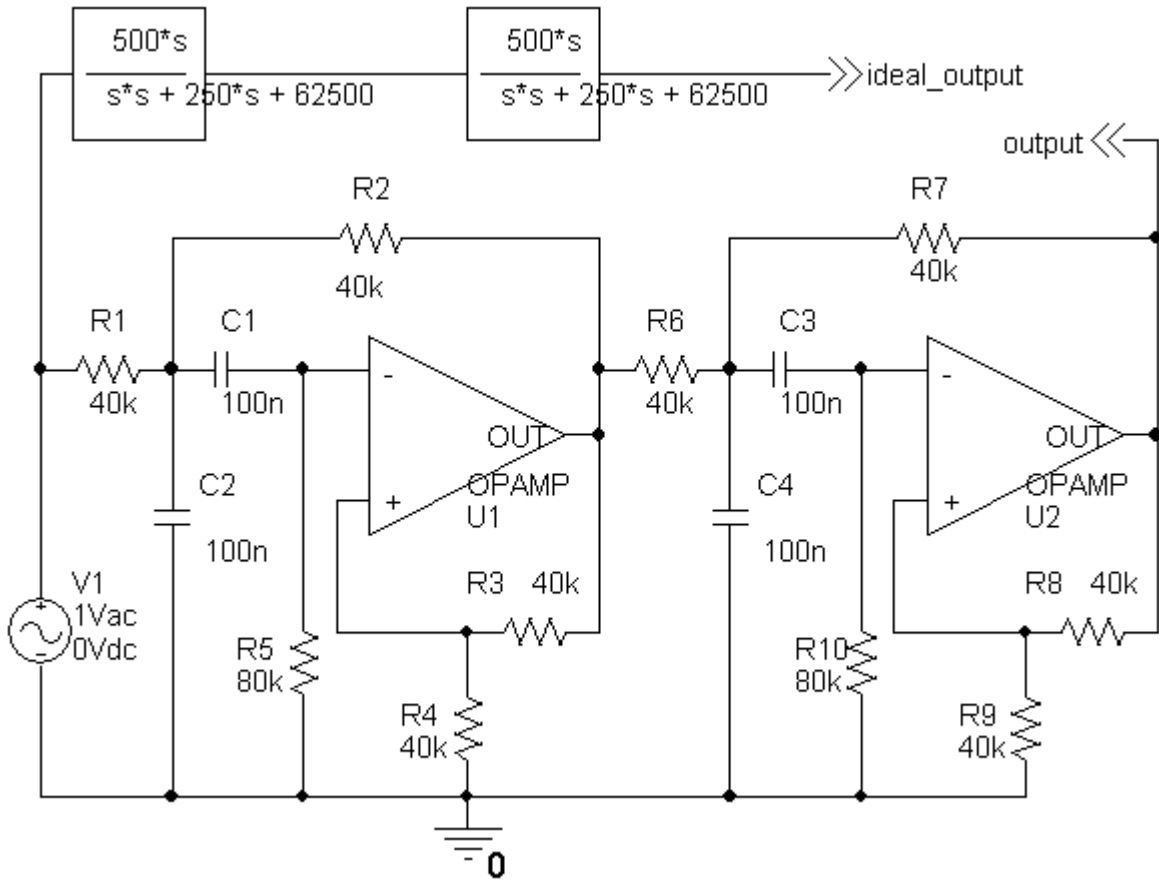 500*s
s*s + 250*s + 62500
500*s
s*s + 250*s + 62500
ideal_output
output
R2
40k
R7
40k
R1
40k
C1
100n
-
OUT
OPAMP
U1
+
R6
40k
C3
100n
-
OUT
OPAMP
U2
+
C2
100n
C4
100n
V1
1Vac
0Vdc
+
-
R3 40k
R8 40k
R5
80k
R10
80k
R4
40k
R9
40k
0